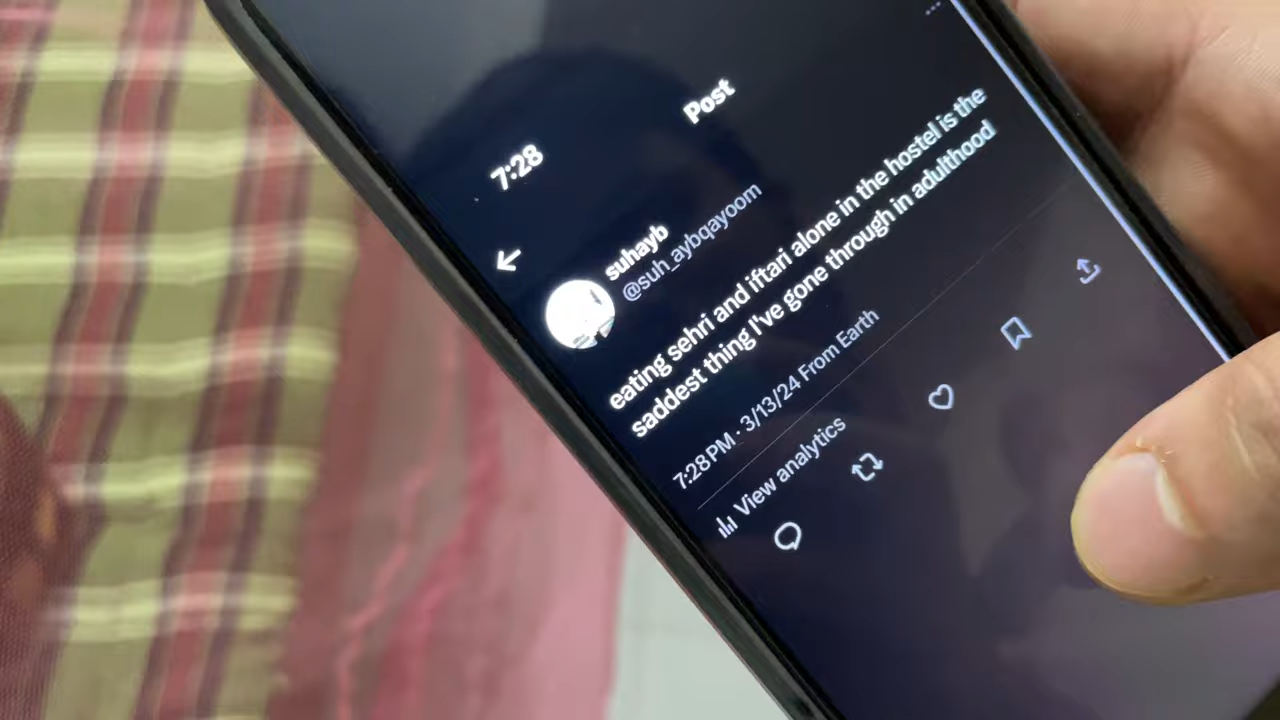 7:28
Post
suhayb
@suh_aybqayoom
eating sehri and iftari alone in the hostel is the
saddest thing I've gone through in adulthood
7:28 PM · 3/13/24 From Earth
View analytics